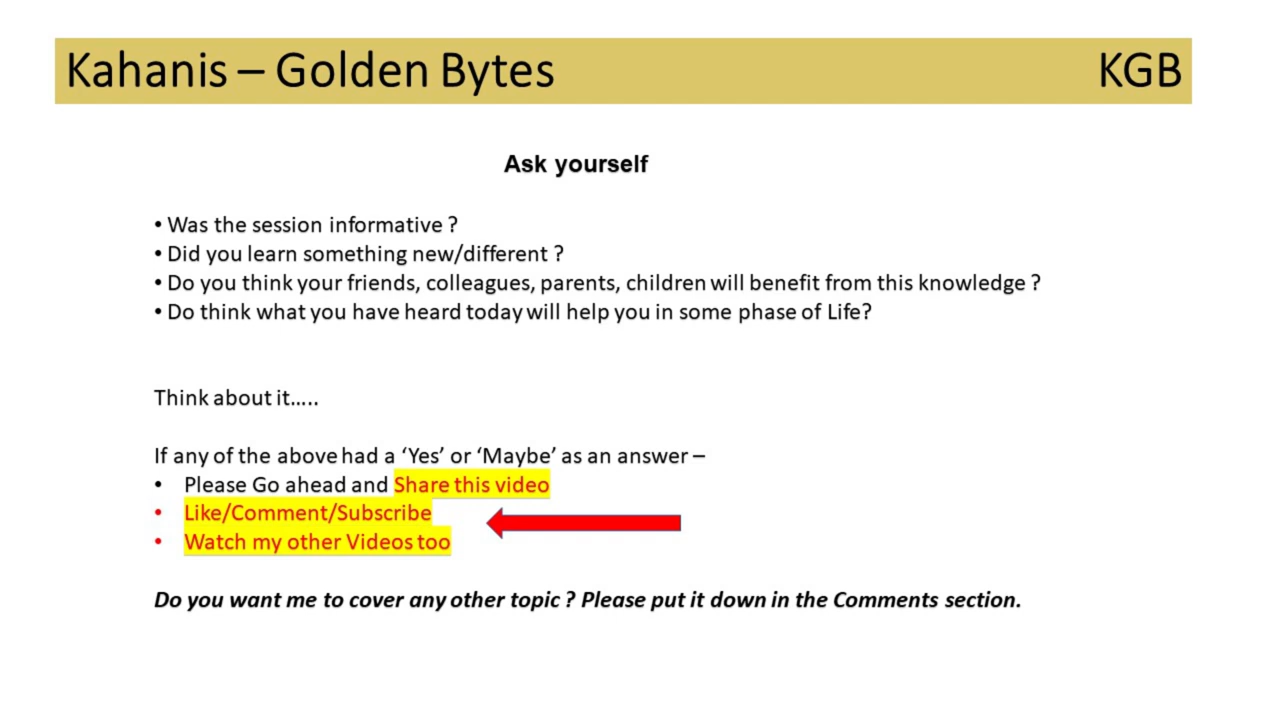 Kahanis – Golden Bytes KGB
Ask yourself
• Was the session informative ?
• Did you learn something new/different ?
• Do you think your friends, colleagues, parents, children will benefit from this knowledge ?
• Do think what you have heard today will help you in some phase of Life?
Think about it…..
If any of the above had a ‘Yes’ or ‘Maybe’ as an answer –
• Please Go ahead and Share this video
• Like/Comment/Subscribe
• Watch my other Videos too
Do you want me to cover any other topic ? Please put it down in the Comments section.